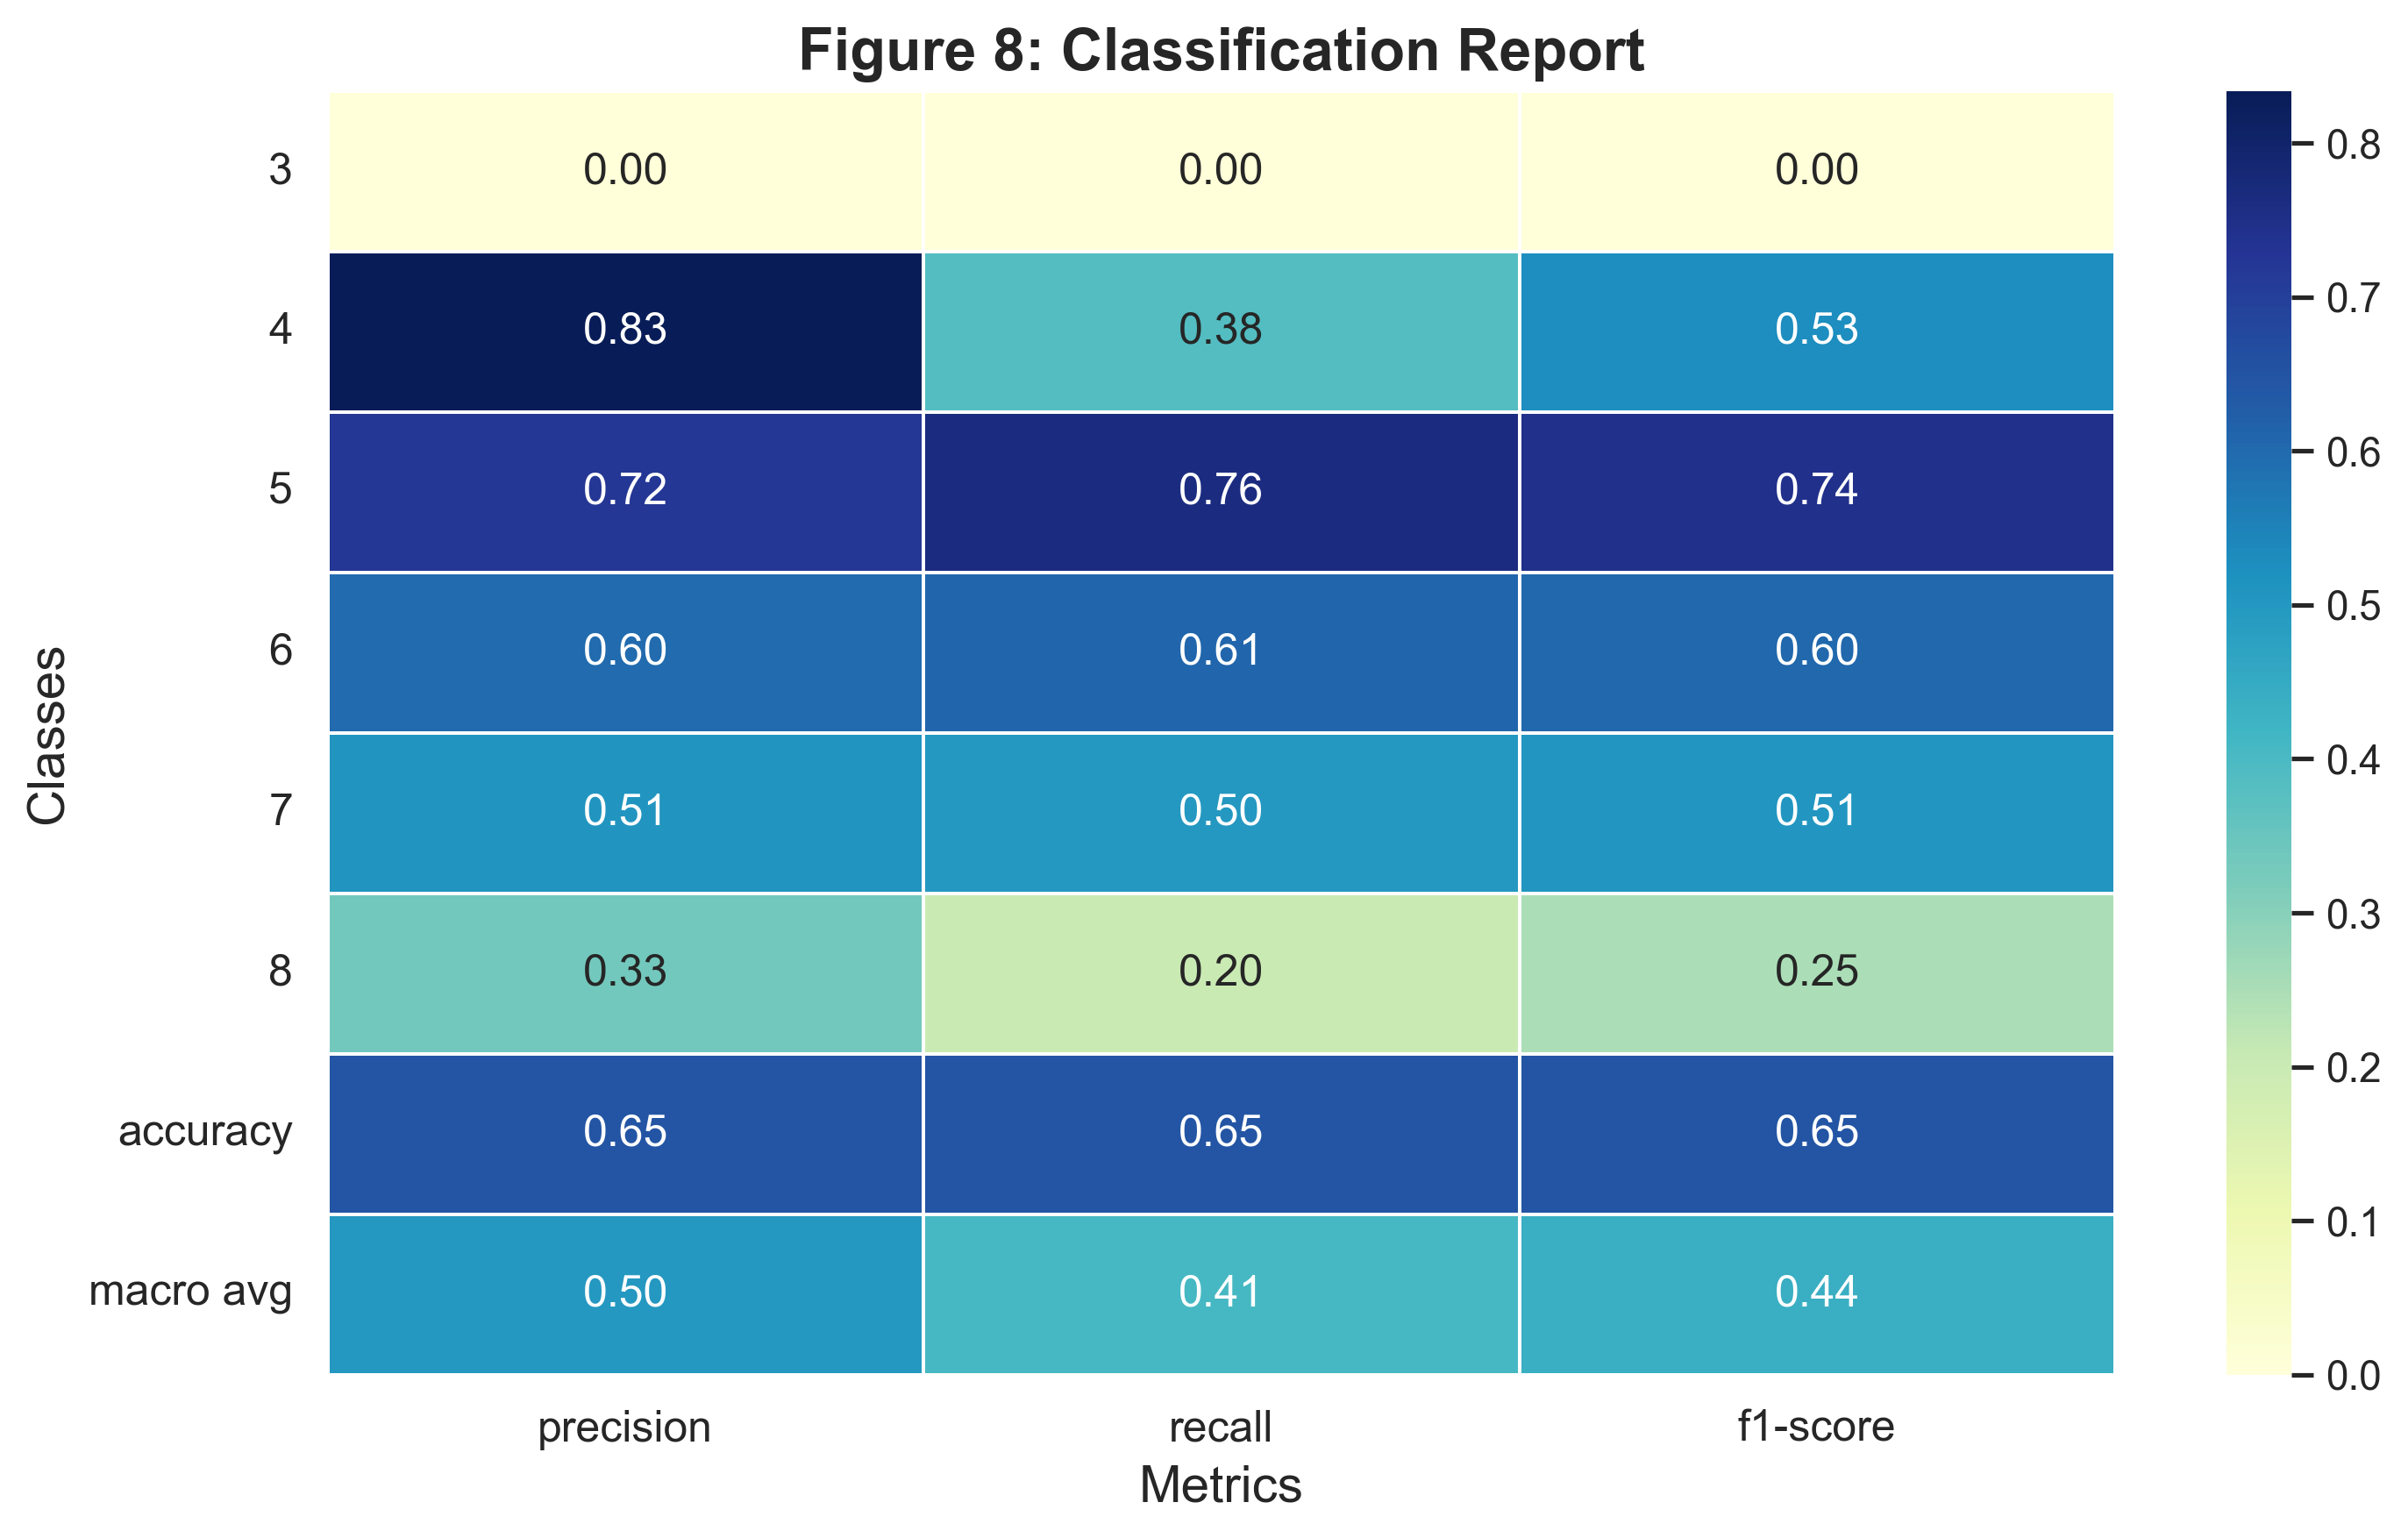 Figure 8: Classification Report
Classes
3 0.00 0.00 0.00
4 0.83 0.38 0.53
5 0.72 0.76 0.74
6 0.60 0.61 0.60
7 0.51 0.50 0.51
8 0.33 0.20 0.25
accuracy 0.65 0.65 0.65
macro avg 0.50 0.41 0.44
precision recall f1-score
Metrics
0.8
0.7
0.6
0.5
0.4
0.3
0.2
0.1
0.0